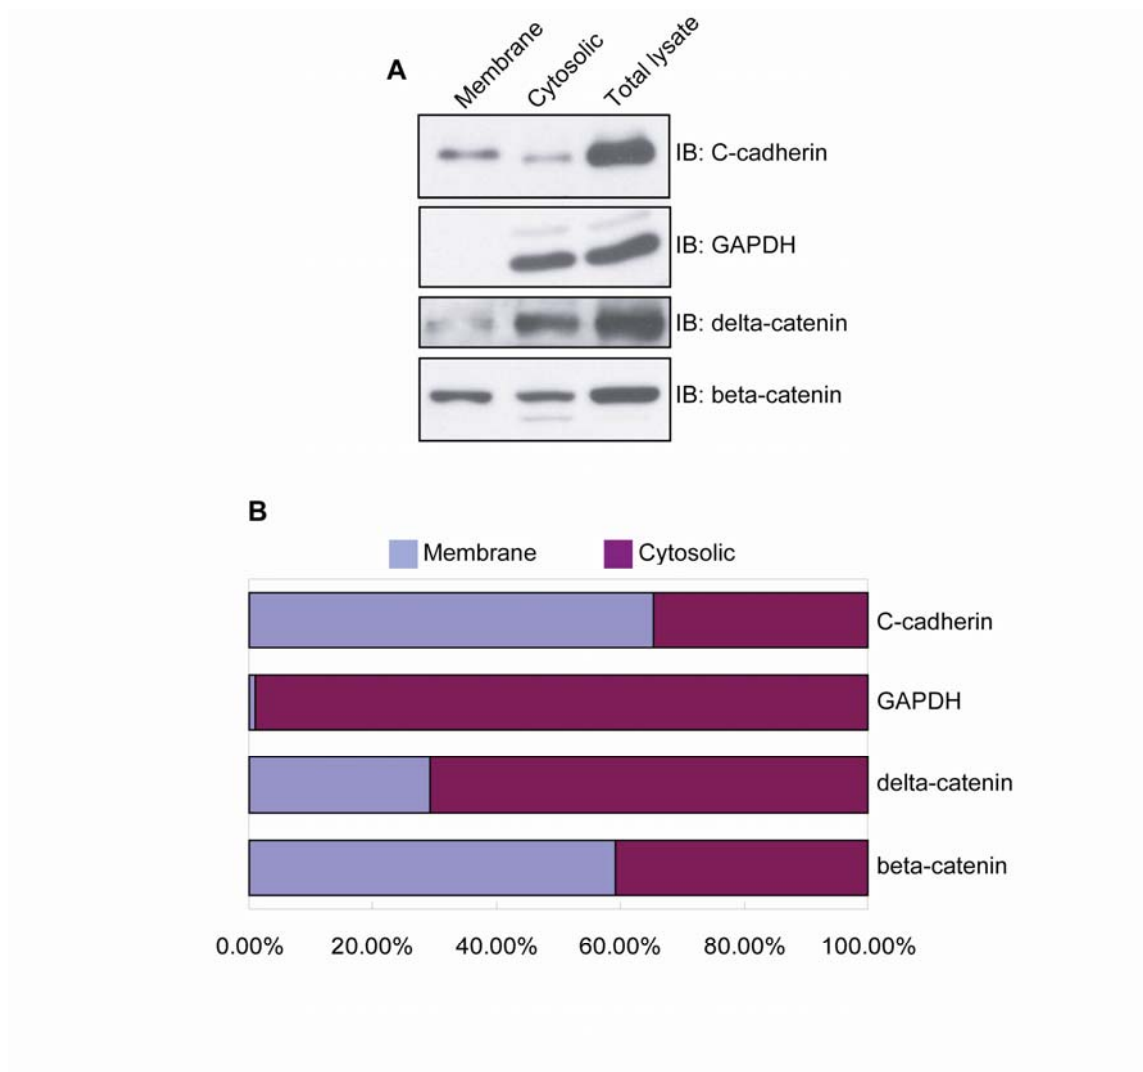 A
Membrane
Cytosolic
Total lysate
IB: C-cadherin
IB: GAPDH
IB: delta-catenin
IB: beta-catenin
B
Membrane Cytosolic
C-cadherin
GAPDH
delta-catenin
beta-catenin
0.00% 20.00% 40.00% 60.00% 80.00% 100.00%